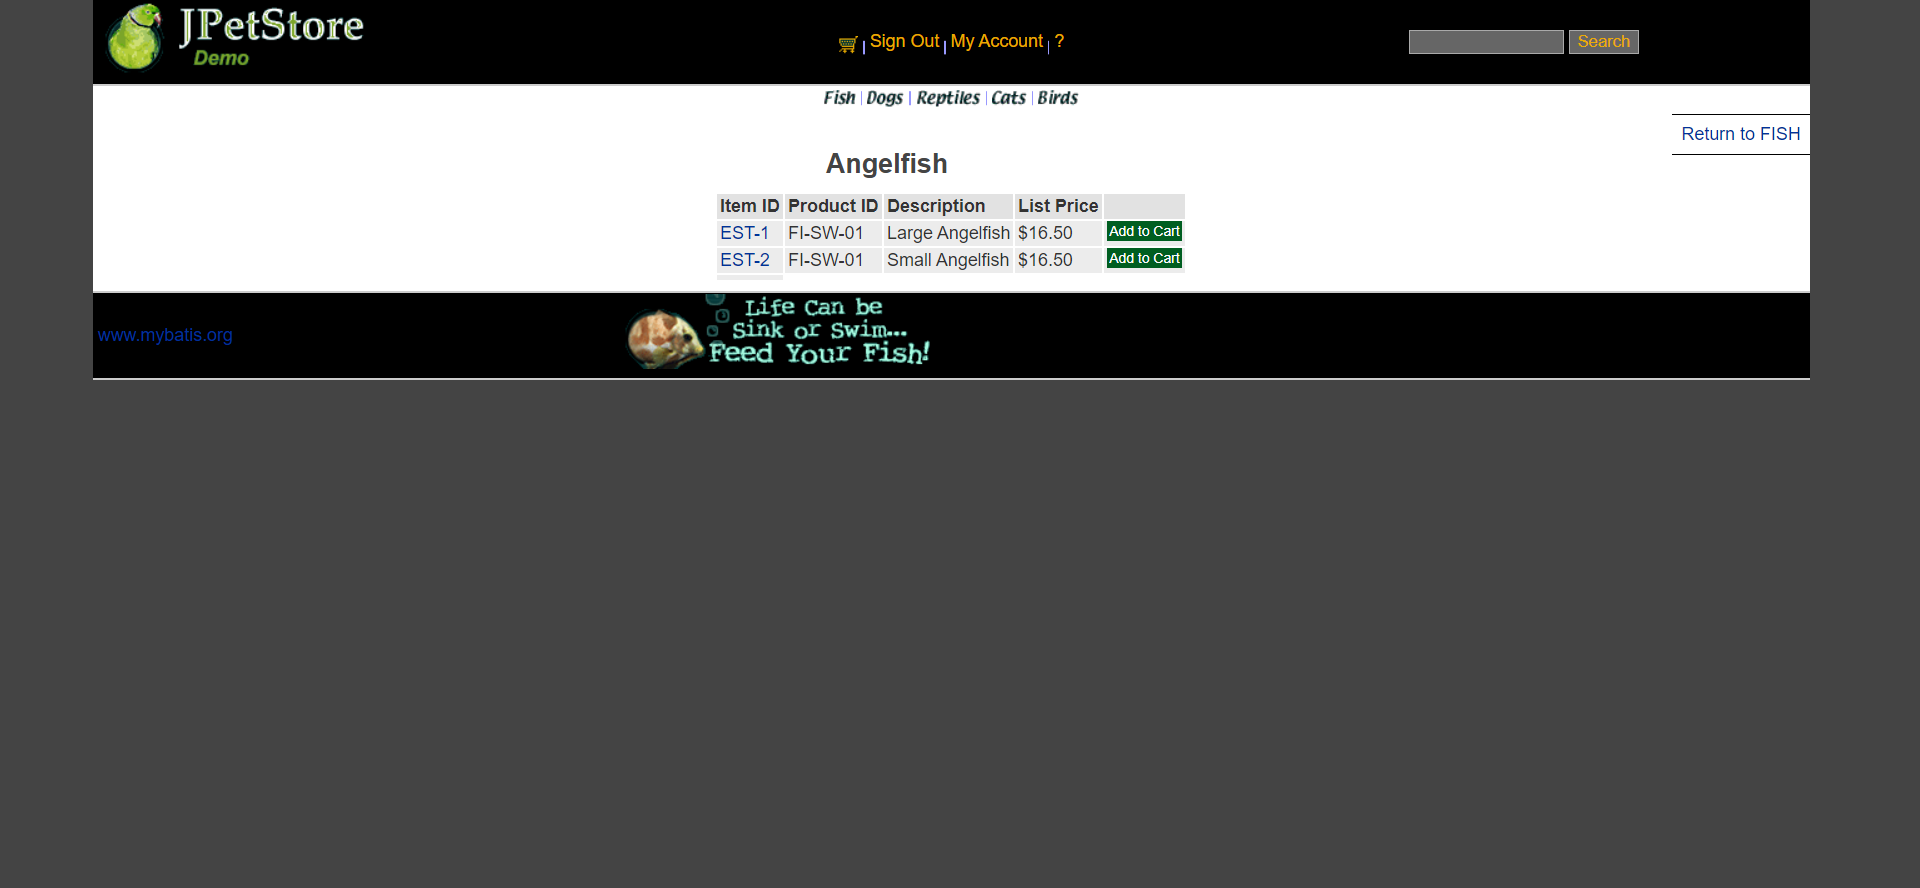 JPetStore
Demo
Sign Out My Account ?
Search
Fish Dogs Reptiles Cats Birds
Return to FISH
Angelfish
Item ID Product ID Description List Price
EST-1 FI-SW-01 Large Angelfish $16.50 Add to Cart
EST-2 FI-SW-01 Small Angelfish $16.50 Add to Cart
www.mybatis.org
Life Can be
Sink or Swim...
Feed Your Fish!